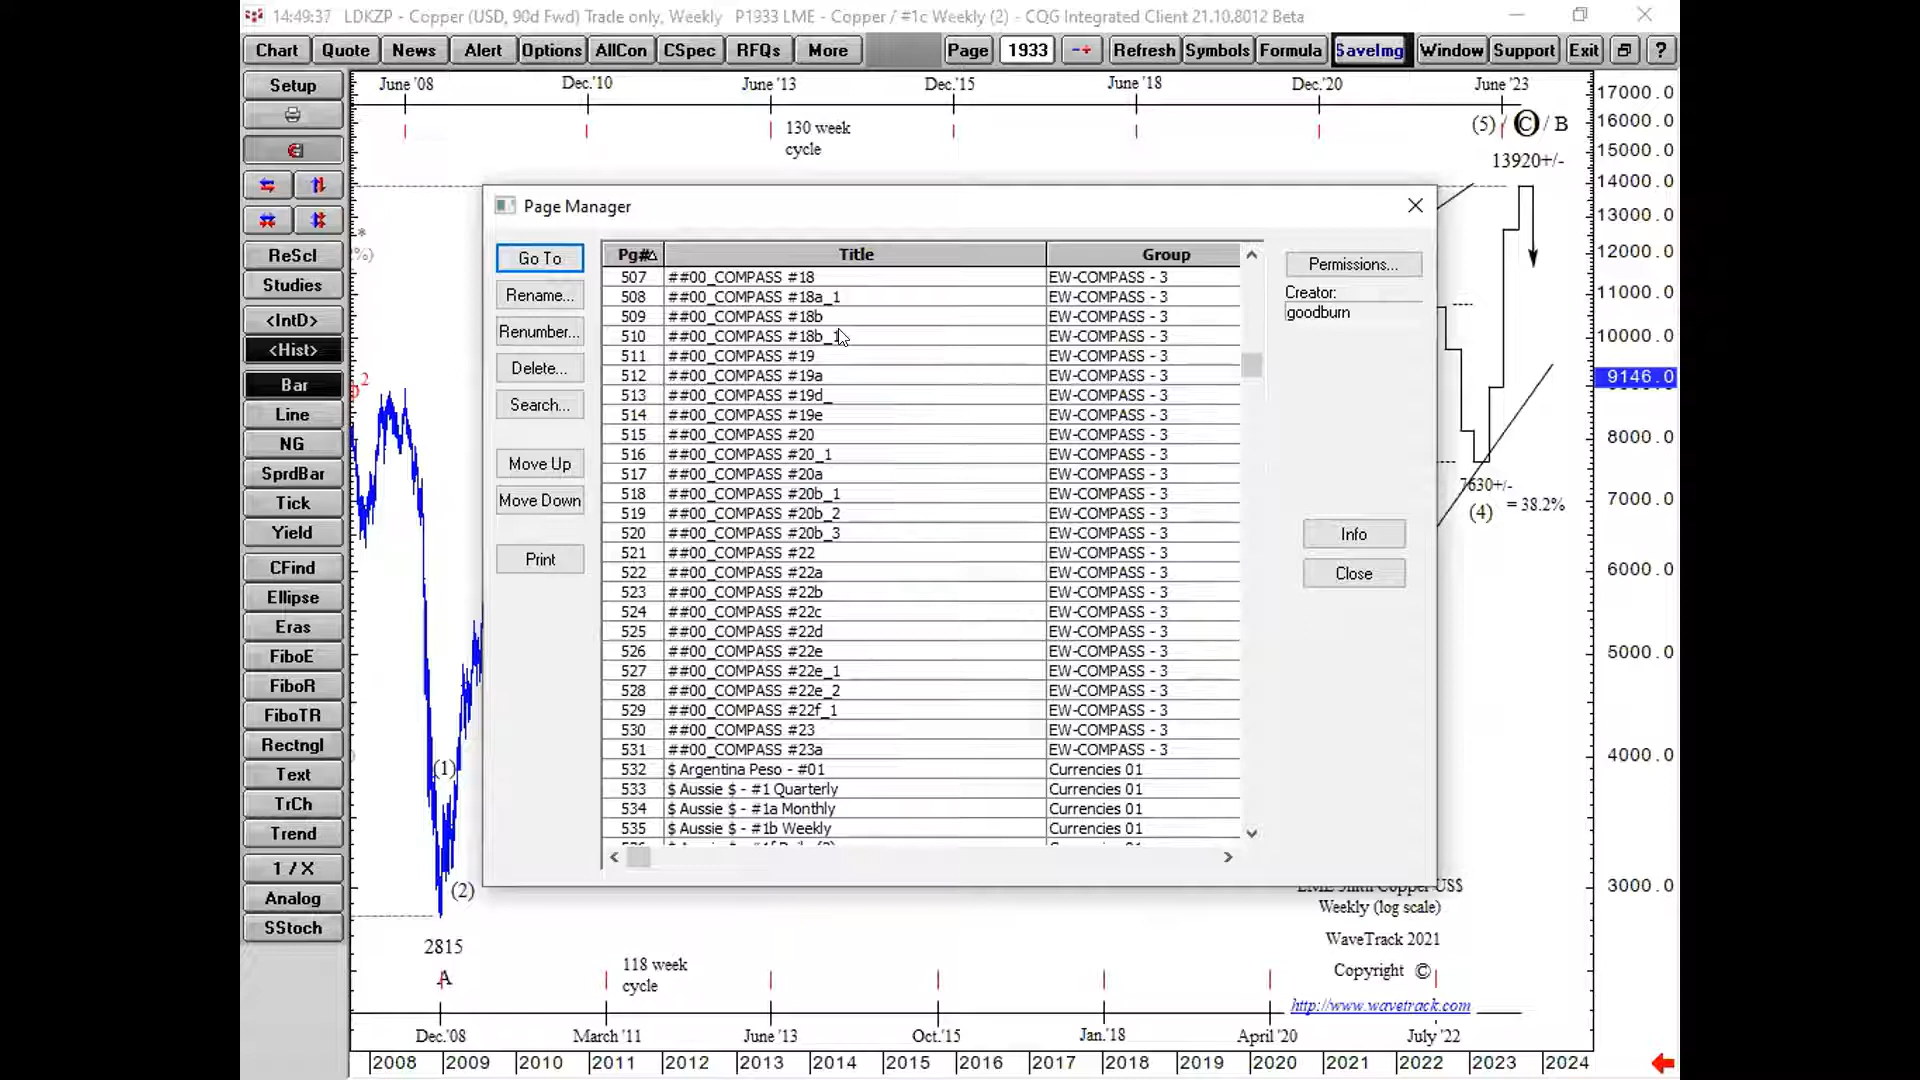 14:49:37 LDKZP - Copper (USD, 90d Fwd) Trade only, Weekly P1933 LME - Copper / #1c Weekly (2) - CQG Integrated Client 21.10.8012 Beta
Chart Quote News Alert Options AllCon CSpec RFQs More Page 1933 -+ Refresh Symbols Formula SaveImg Window Support Exit ?
Setup
ReScl
Studies
<IntD>
<Hist>
Bar
Line
NG
SprdBar
Tick
Yield
CFind
Ellipse
Eras
FiboE
FiboR
FiboTR
Rectngl
Text
TrCh
Trend
1 / X
Analog
SStoch
June '08 Dec.'10 June '13 Dec.'15 June '18 Dec.'20 June '23
130 week
cycle
(5) / C / B
13920+/-
*
%)
2
Page Manager
Go To
Rename...
Renumber...
Delete...
Search...
Move Up
Move Down
Print
Pg# Title Group
507 ##00_COMPASS #18 EW-COMPASS - 3
508 ##00_COMPASS #18a_1 EW-COMPASS - 3
509 ##00_COMPASS #18b EW-COMPASS - 3
510 ##00_COMPASS #18b_1 EW-COMPASS - 3
511 ##00_COMPASS #19 EW-COMPASS - 3
512 ##00_COMPASS #19a EW-COMPASS - 3
513 ##00_COMPASS #19d_ EW-COMPASS - 3
514 ##00_COMPASS #19e EW-COMPASS - 3
515 ##00_COMPASS #20 EW-COMPASS - 3
516 ##00_COMPASS #20_1 EW-COMPASS - 3
517 ##00_COMPASS #20a EW-COMPASS - 3
518 ##00_COMPASS #20b_1 EW-COMPASS - 3
519 ##00_COMPASS #20b_2 EW-COMPASS - 3
520 ##00_COMPASS #20b_3 EW-COMPASS - 3
521 ##00_COMPASS #22 EW-COMPASS - 3
522 ##00_COMPASS #22a EW-COMPASS - 3
523 ##00_COMPASS #22b EW-COMPASS - 3
524 ##00_COMPASS #22c EW-COMPASS - 3
525 ##00_COMPASS #22d EW-COMPASS - 3
526 ##00_COMPASS #22e EW-COMPASS - 3
527 ##00_COMPASS #22e_1 EW-COMPASS - 3
528 ##00_COMPASS #22e_2 EW-COMPASS - 3
529 ##00_COMPASS #22f_1 EW-COMPASS - 3
530 ##00_COMPASS #23 EW-COMPASS - 3
531 ##00_COMPASS #23a EW-COMPASS - 3
532 $ Argentina Peso - #01 Currencies 01
533 $ Aussie $ - #1 Quarterly Currencies 01
534 $ Aussie $ - #1a Monthly Currencies 01
535 $ Aussie $ - #1b Weekly Currencies 01
Permissions...
Creator:
goodburn
Info
Close
17000.0
16000.0
15000.0
14000.0
13000.0
12000.0
11000.0
10000.0
9146.0
8000.0
7000.0
6000.0
5000.0
4000.0
3000.0
7630+/-
(4) = 38.2%
(1)
(2)
2815
A
118 week
cycle
Copper US$
Weekly (log scale)
WaveTrack 2021
Copyright ©
http://www.wavetrack.com
Dec.'08 March '11 June '13 Oct.'15 Jan.'18 April '20 July '22
2008 2009 2010 2011 2012 2013 2014 2015 2016 2017 2018 2019 2020 2021 2022 2023 2024